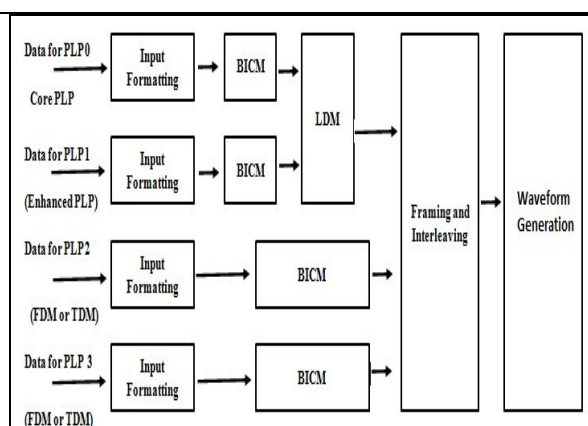 Data for PLP0
Core PLP
Input
Formatting
BICM
LDM
Data for PLP1
(Enhanced PLP)
Input
Formatting
BICM
Data for PLP2
(FDM or TDM)
Input
Formatting
BICM
Data for PLP 3
(FDM or TDM)
Input
Formatting
BICM
Framing and
Interleaving
Waveform
Generation